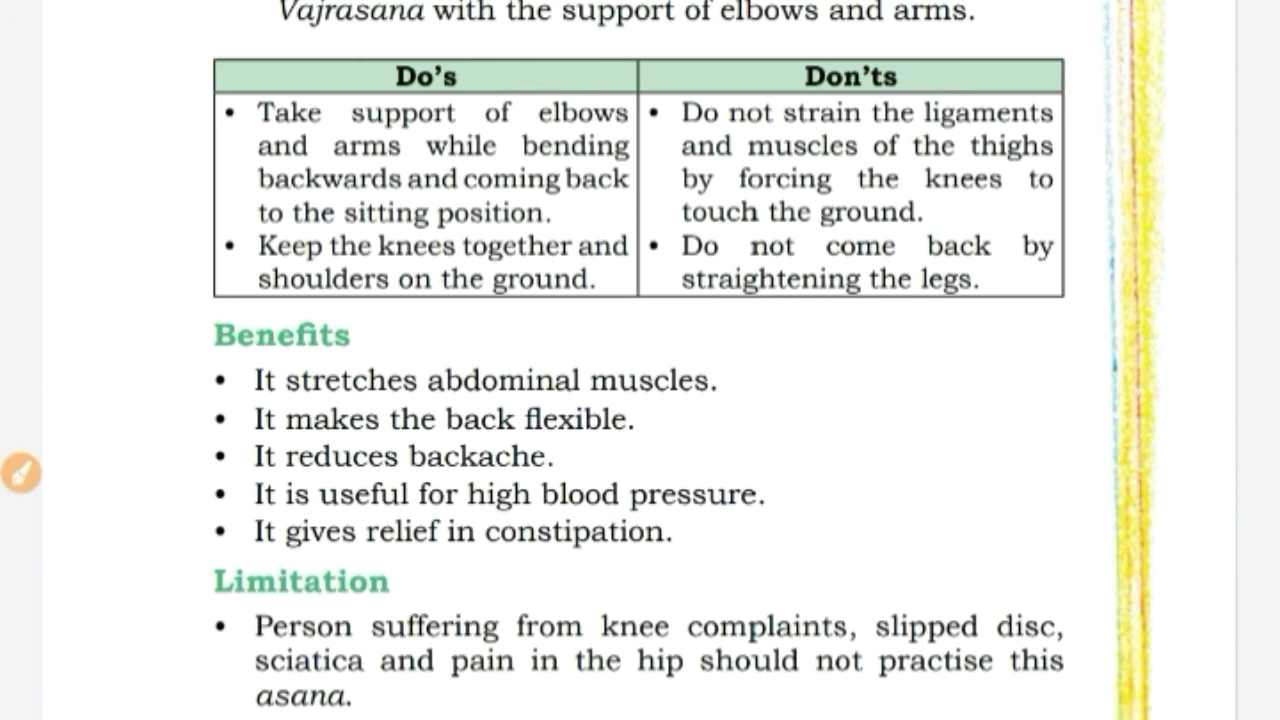 Vajrasana with the support of elbows and arms.
Do's
Don'ts
• Take support of elbows
and arms while bending
backwards and coming back
to the sitting position.
• Keep the knees together and
shoulders on the ground.
• Do not strain the ligaments
and muscles of the thighs
by forcing the knees to
touch the ground.
• Do not come back by
straightening the legs.
Benefits
• It stretches abdominal muscles.
• It makes the back flexible.
• It reduces backache.
• It is useful for high blood pressure.
• It gives relief in constipation.
Limitation
• Person suffering from knee complaints, slipped disc,
sciatica and pain in the hip should not practise this
asana.